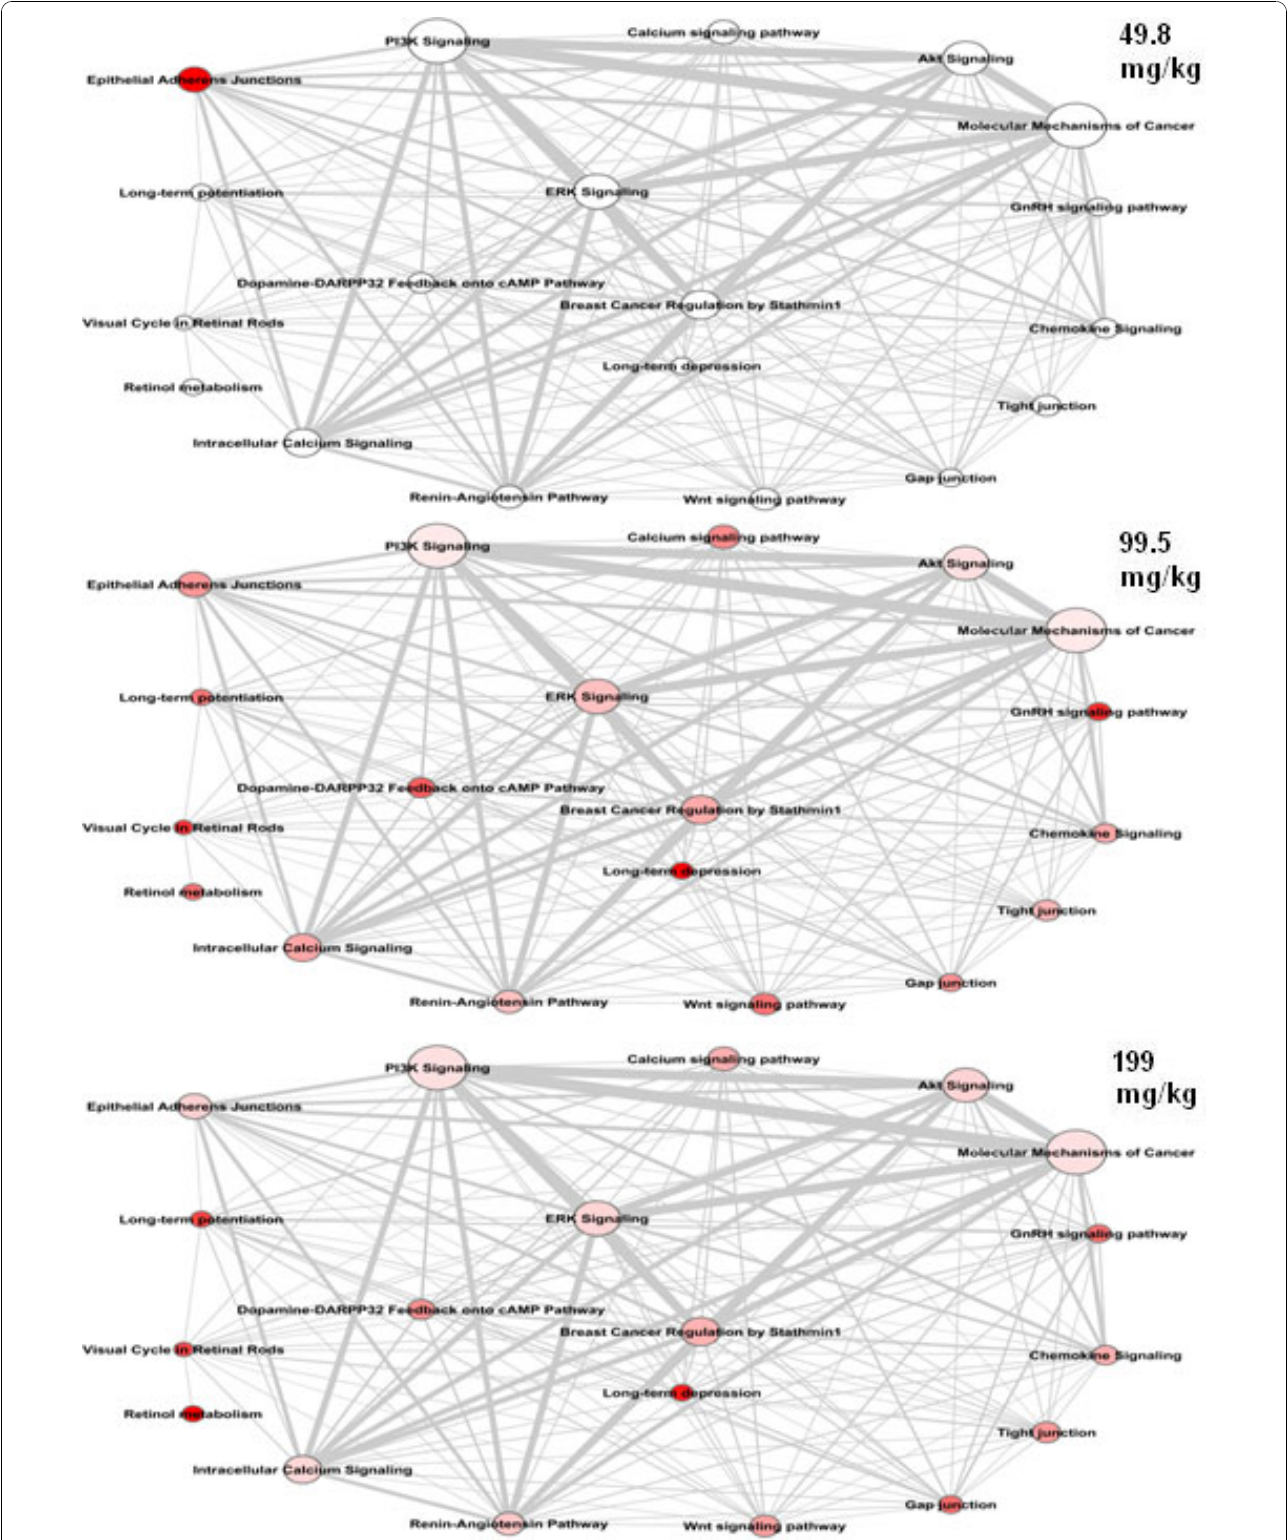 PI3K Signaling
Calcium signaling pathway
49.8
mg/kg
Akt Signaling
Epithelial Adherens Junctions
Molecular Mechanisms of Cancer
Long-term potentiation
ERK Signaling
GnRH signaling pathway
Dopamine-DARPP32 Feedback onto cAMP Pathway
Breast Cancer Regulation by Stathmin1
Visual Cycle in Retinal Rods
Chemokine Signaling
Long-term depression
Retinol metabolism
Tight junction
Intracellular Calcium Signaling
Gap junction
Renin-Angiotensin Pathway
Wnt signaling pathway
PI3K Signaling
Calcium signaling pathway
99.5
mg/kg
Akt Signaling
Epithelial Adherens Junctions
Molecular Mechanisms of Cancer
Long-term potentiation
ERK Signaling
GnRH signaling pathway
Dopamine-DARPP32 Feedback onto cAMP Pathway
Breast Cancer Regulation by Stathmin1
Visual Cycle in Retinal Rods
Chemokine Signaling
Long-term depression
Retinol metabolism
Tight junction
Intracellular Calcium Signaling
Gap junction
Renin-Angiotensin Pathway
Wnt signaling pathway
PI3K Signaling
Calcium signaling pathway
199
mg/kg
Akt Signaling
Epithelial Adherens Junctions
Molecular Mechanisms of Cancer
Long-term potentiation
ERK Signaling
GnRH signaling pathway
Dopamine-DARPP32 Feedback onto cAMP Pathway
Breast Cancer Regulation by Stathmin1
Visual Cycle in Retinal Rods
Chemokine Signaling
Long-term depression
Retinol metabolism
Tight junction
Intracellular Calcium Signaling
Gap junction
Renin-Angiotensin Pathway
Wnt signaling pathway